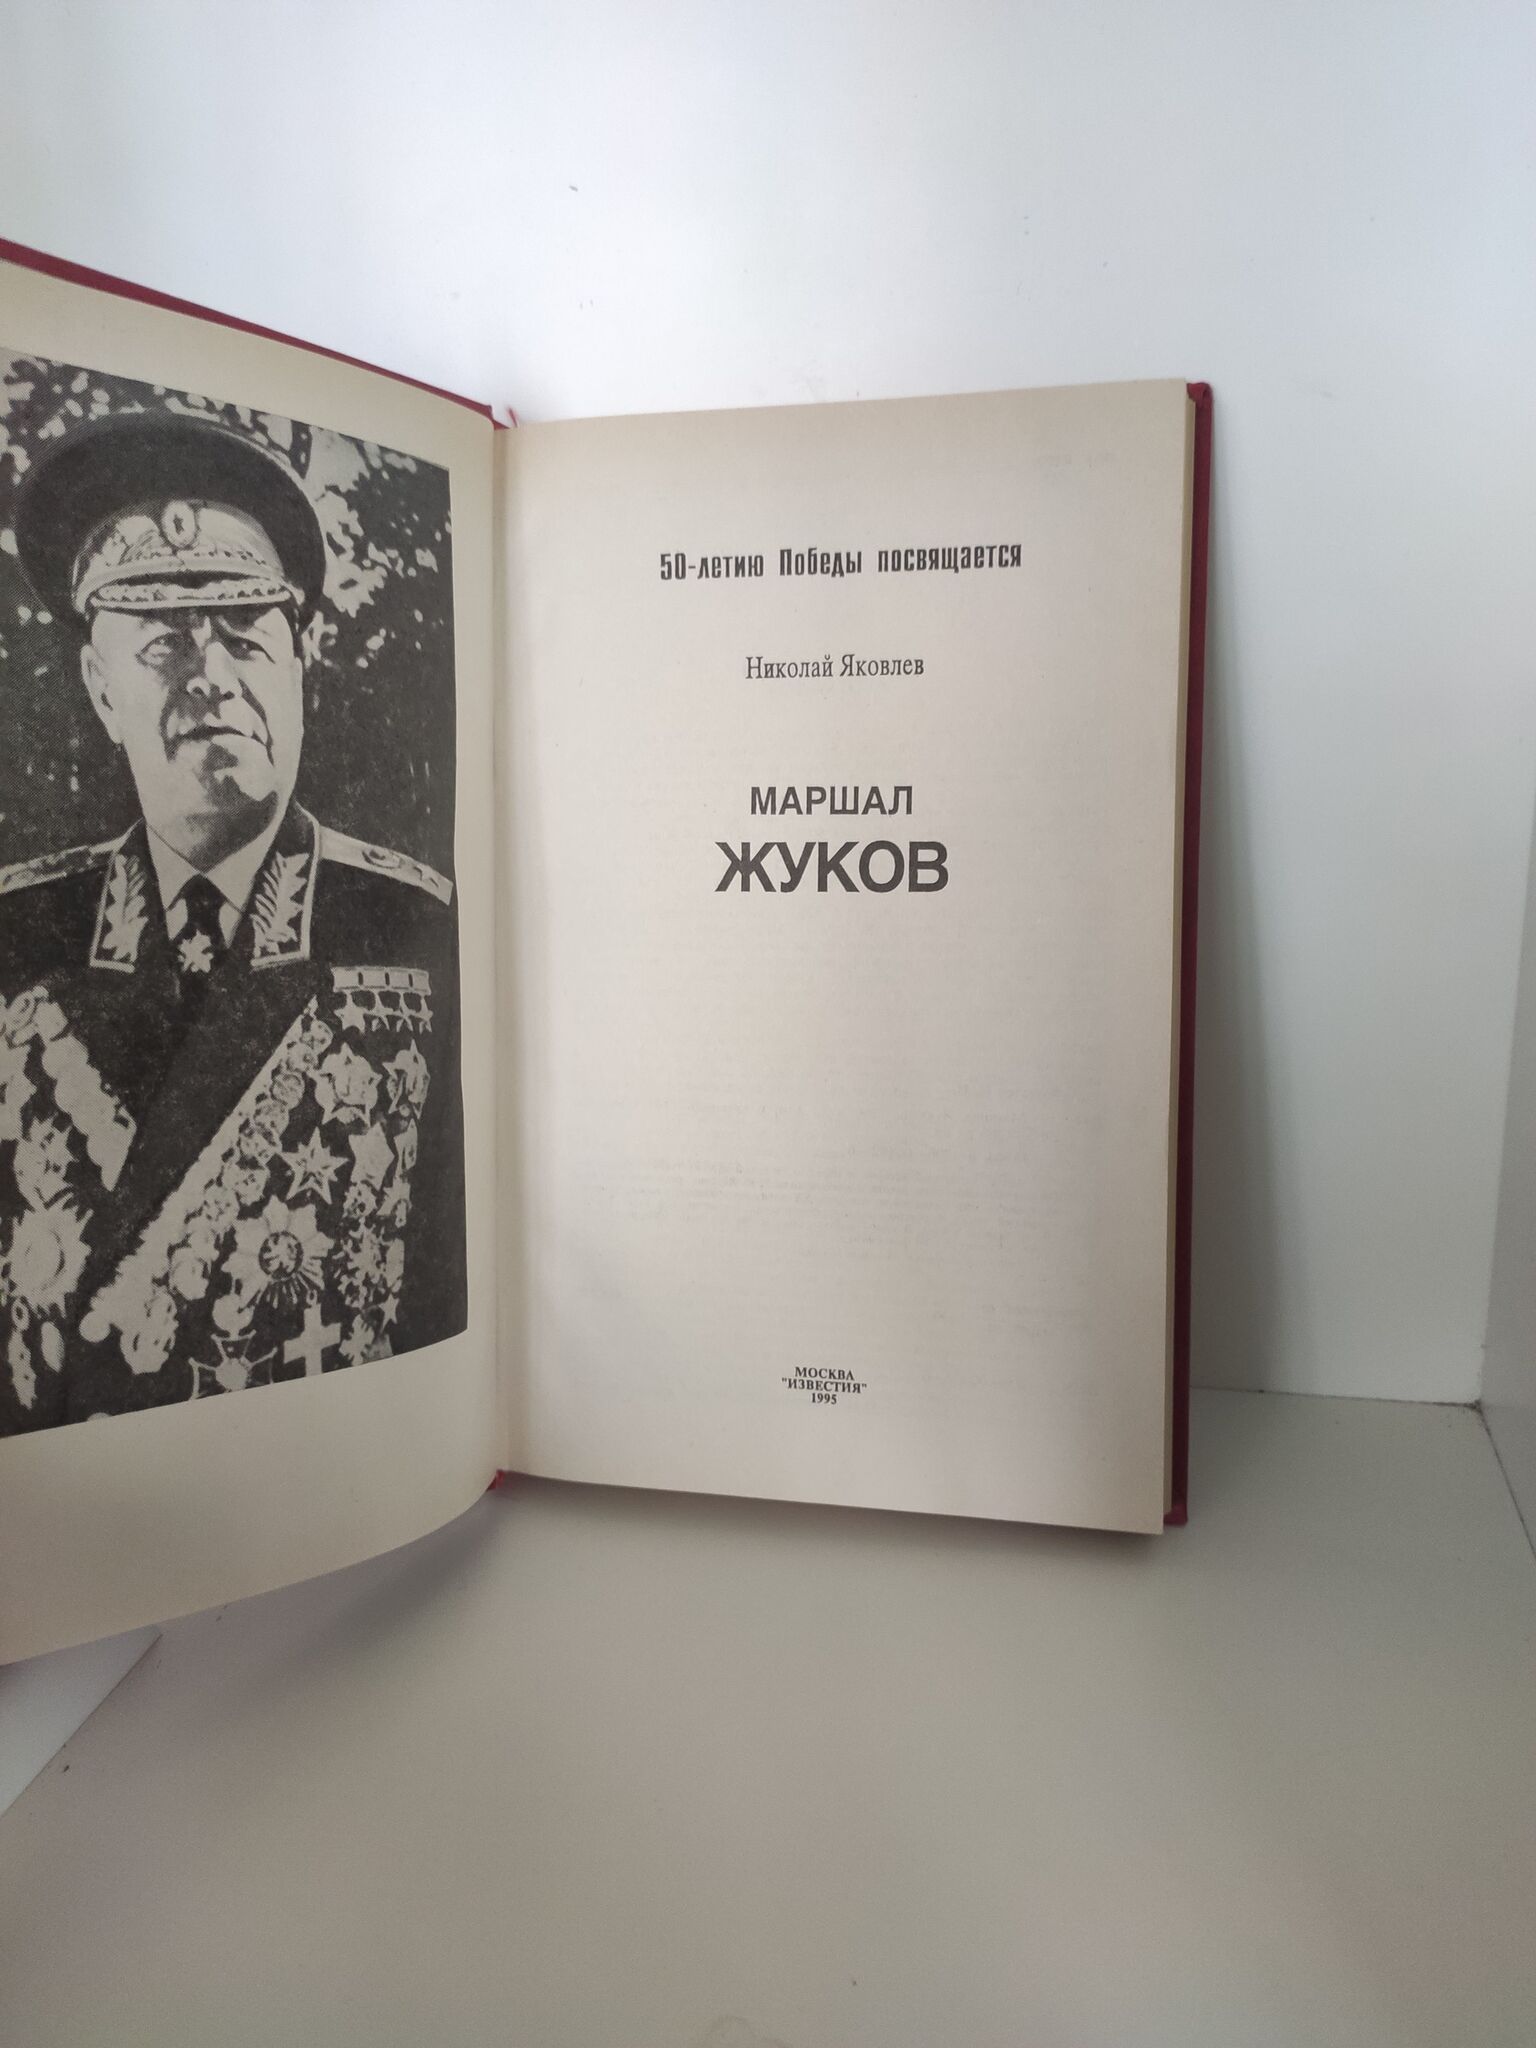 50-летию Победы посвящается
Николай Яковлев
МАРШАЛ
ЖУКОВ
МОСКВА
"ИЗВЕСТИЯ"
1995